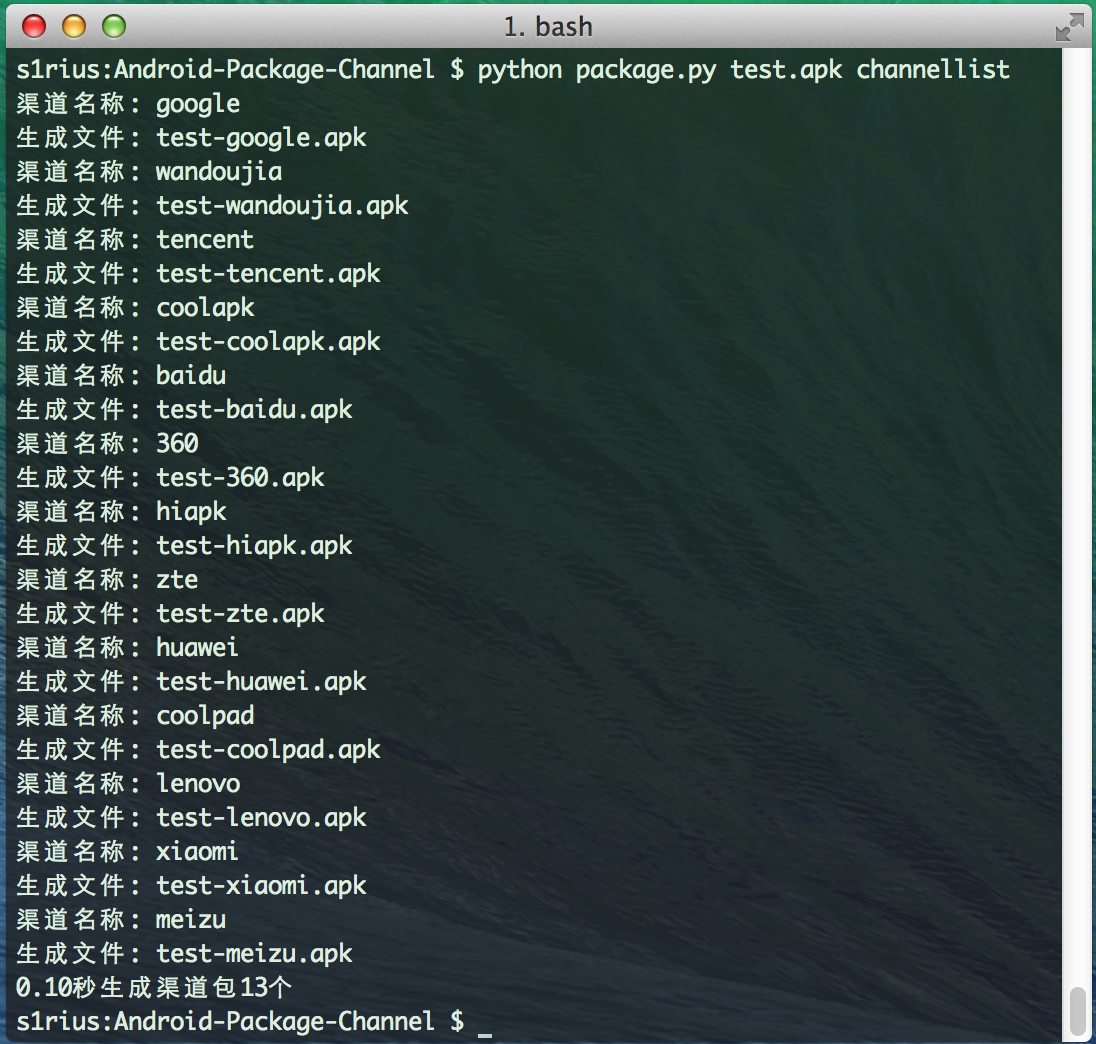 1. bash
s1rius:Android-Package-Channel $ python package.py test.apk channellist
渠道名称: google
生成文件: test-google.apk
渠道名称: wandoujia
生成文件: test-wandoujia.apk
渠道名称: tencent
生成文件: test-tencent.apk
渠道名称: coolapk
生成文件: test-coolapk.apk
渠道名称: baidu
生成文件: test-baidu.apk
渠道名称: 360
生成文件: test-360.apk
渠道名称: hiapk
生成文件: test-hiapk.apk
渠道名称: zte
生成文件: test-zte.apk
渠道名称: huawei
生成文件: test-huawei.apk
渠道名称: coolpad
生成文件: test-coolpad.apk
渠道名称: lenovo
生成文件: test-lenovo.apk
渠道名称: xiaomi
生成文件: test-xiaomi.apk
渠道名称: meizu
生成文件: test-meizu.apk
0.10秒生成渠道包13个
s1rius:Android-Package-Channel $ _